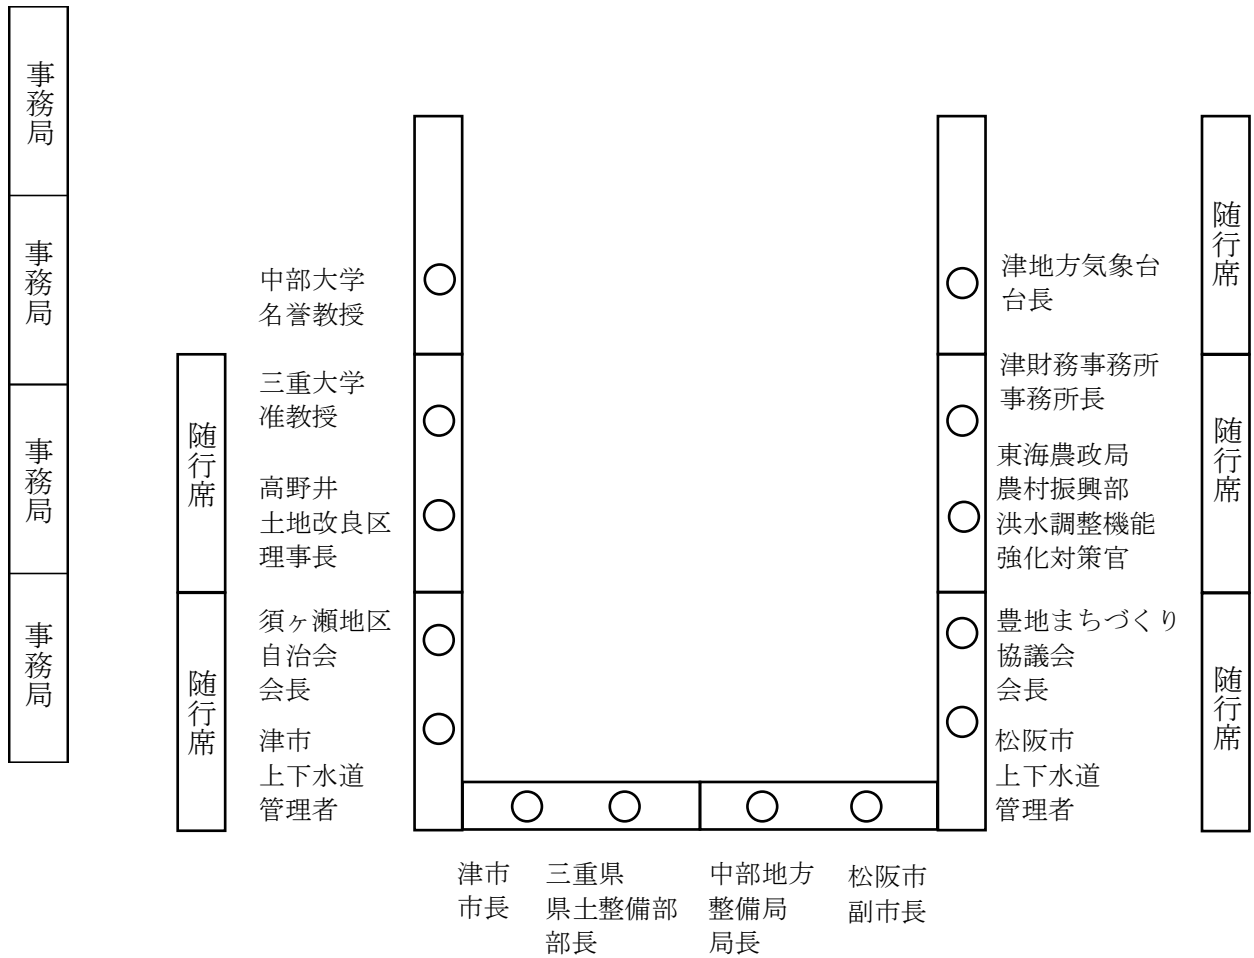 事務局
事務局
事務局
事務局
随行席
随行席
中部大学
名誉教授
三重大学
准教授
高野井
土地改良区
理事長
須ヶ瀬地区
自治会
会長
津市
上下水道
管理者
津市
市長
三重県
県土整備部
部長
中部地方
整備局
局長
松阪市
副市長
津地方気象台
台長
津財務事務所
事務所長
東海農政局
農村振興部
洪水調整機能
強化対策官
豊地まちづくり
協議会
会長
松阪市
上下水道
管理者
随行席
随行席
随行席